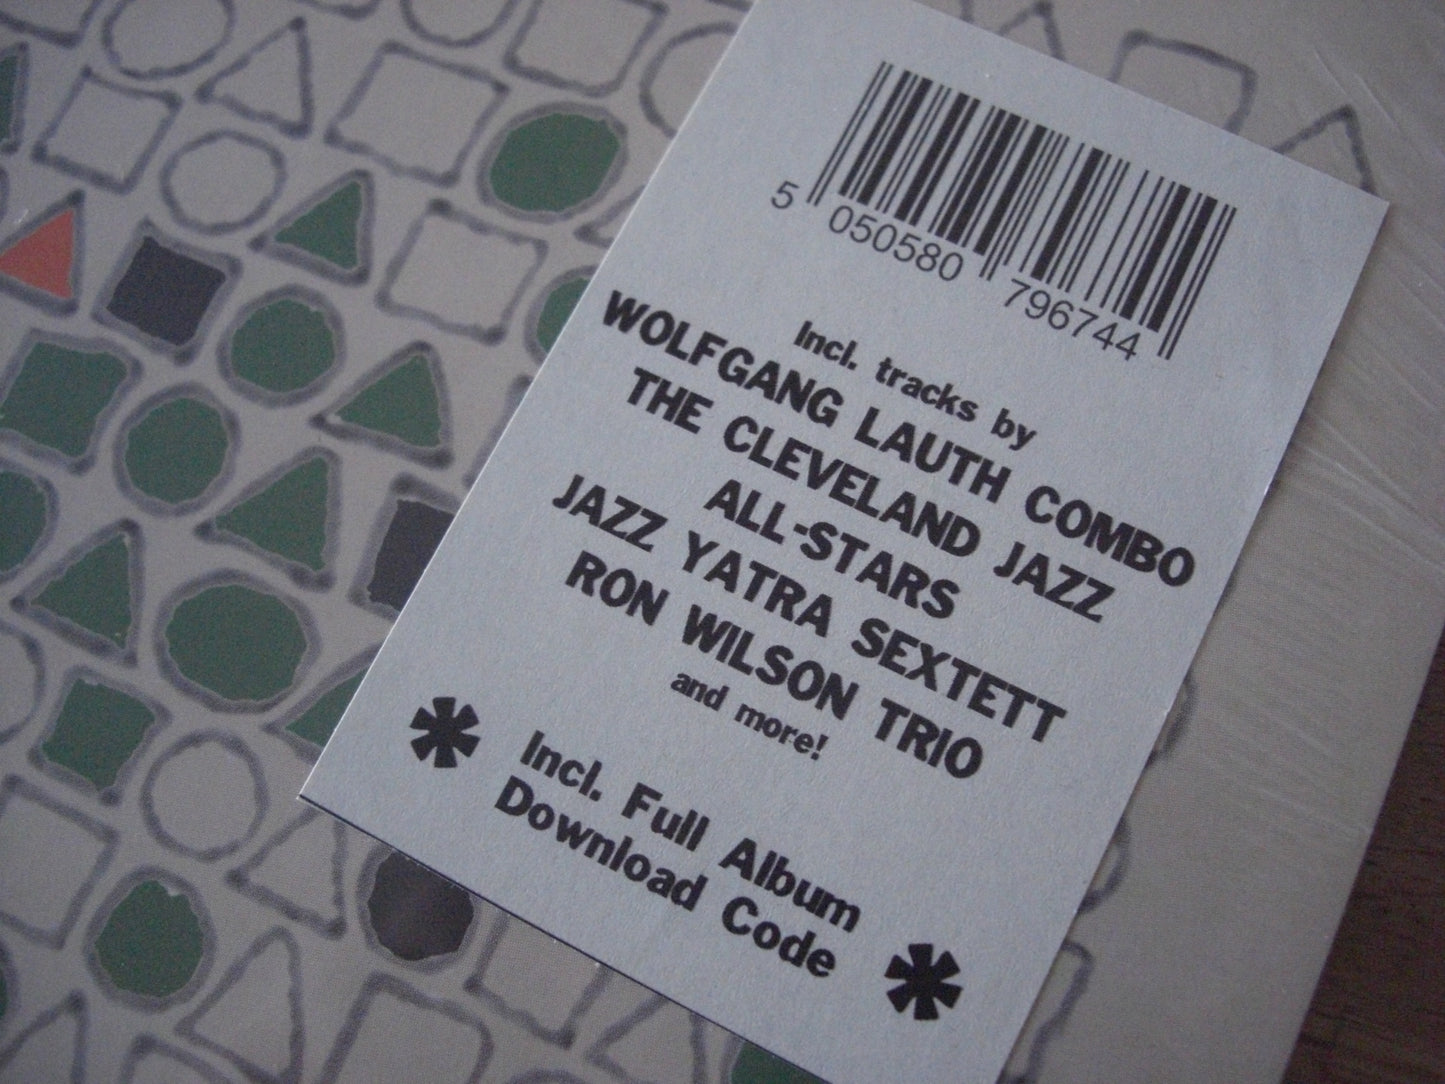 5 050580 796744
Incl. tracks by
WOLFGANG LAUTH COMBO
THE CLEVELAND JAZZ
ALL-STARS
JAZZ YATRA SEXTETT
RON WILSON TRIO
and more!
Incl. Full Album
Download Code